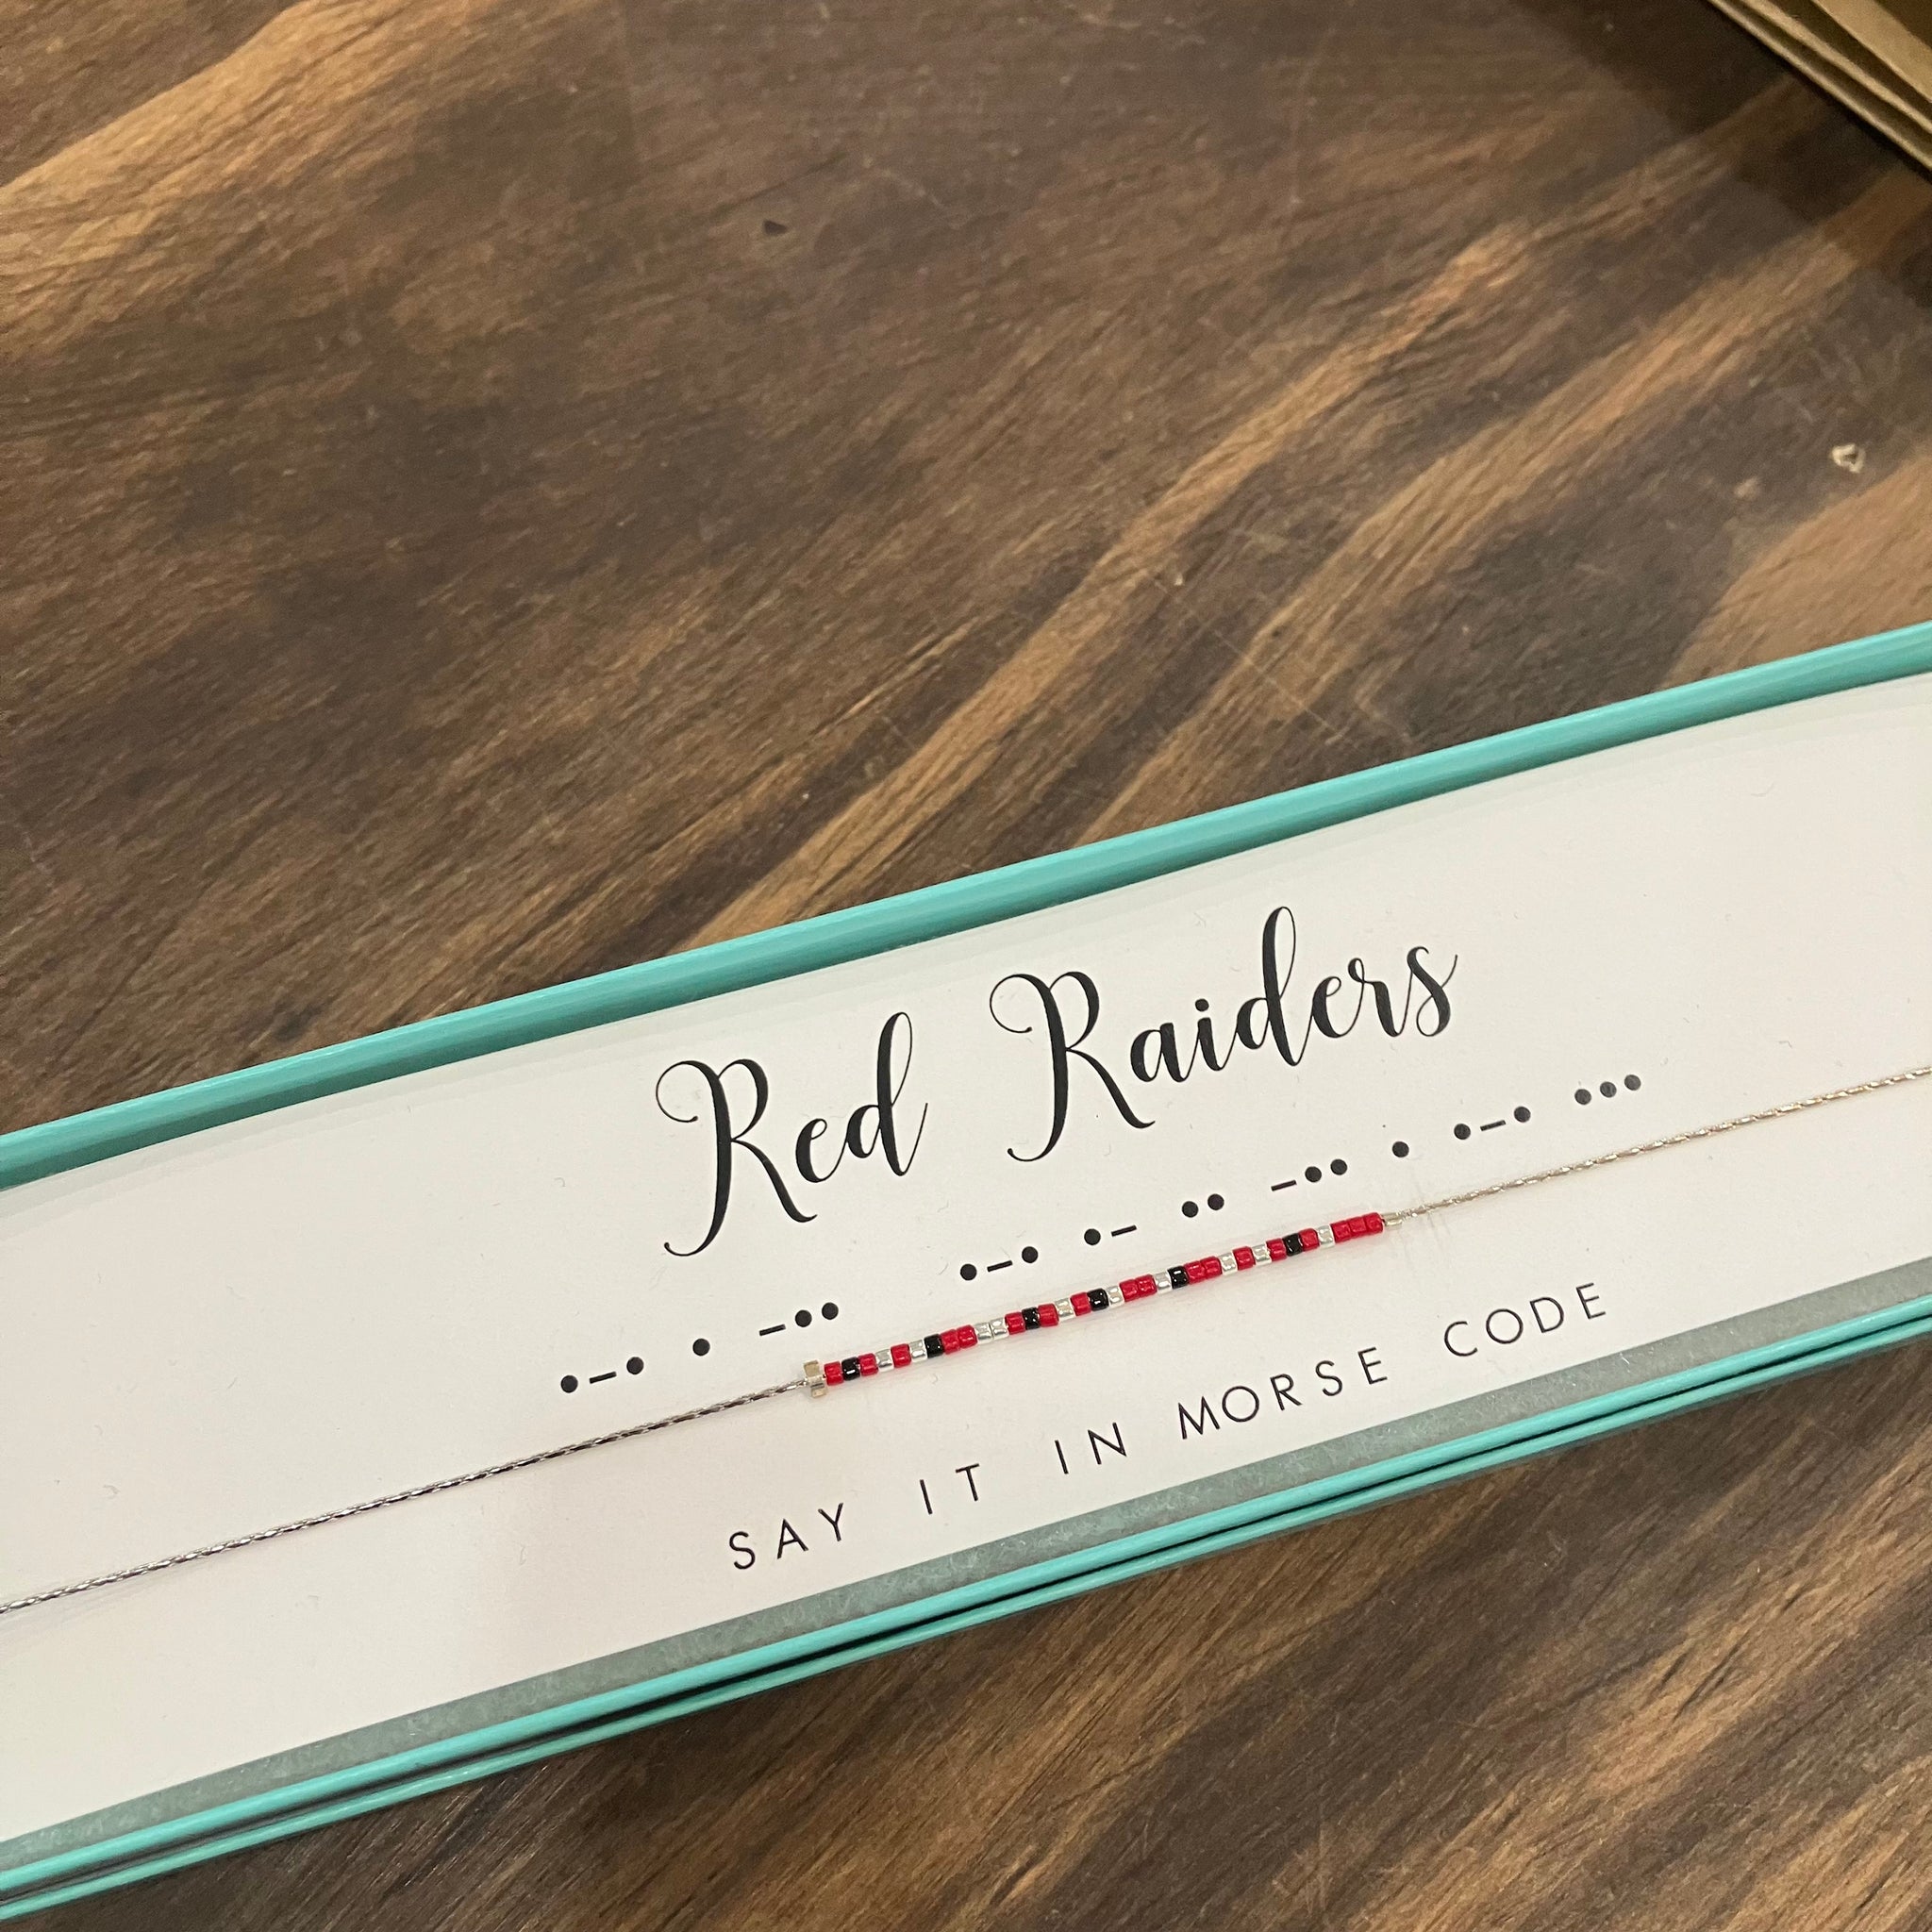 Red Raiders
•–• • –•• •–• •– •• –•• • •–• •••
SAY IT IN MORSE CODE